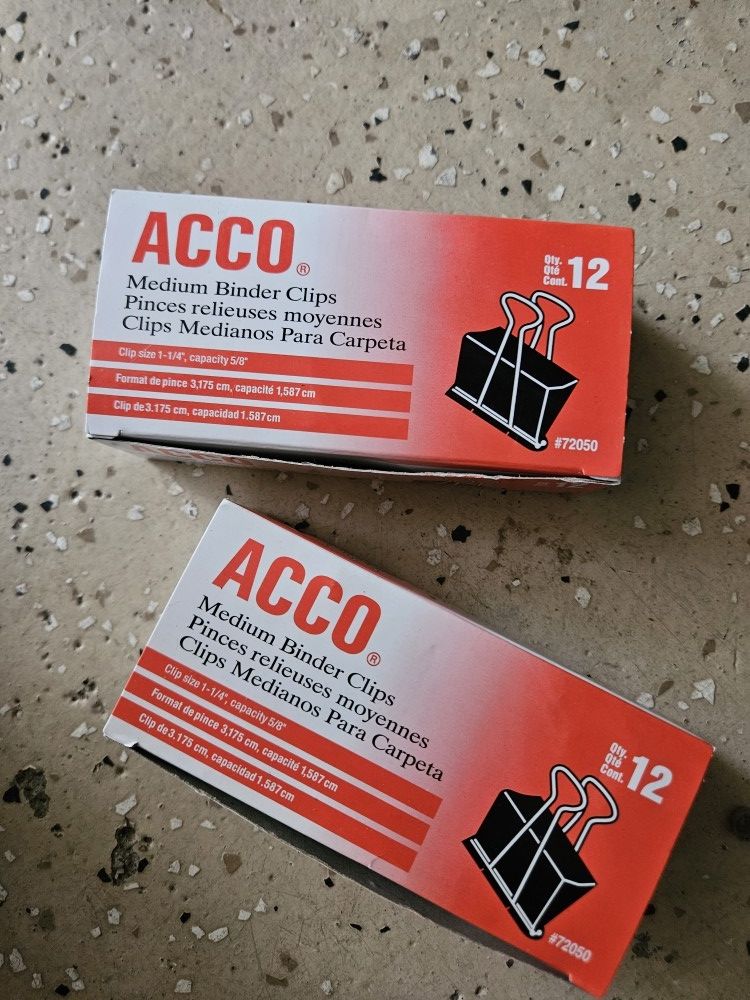 ACCO®
Medium Binder Clips
Pinces relieuses moyennes
Clips Medianos Para Carpeta
Clip size 1-1/4", capacity 5/8"
Format de pince 3,175 cm, capacité 1,587 cm
Clip de 3.175 cm, capacidad 1.587 cm
Qty.
Qté
Cont.
12
#72050
ACCO®
Medium Binder Clips
Pinces relieuses moyennes
Clips Medianos Para Carpeta
Clip size 1-1/4", capacity 5/8"
Format de pince 3,175 cm, capacité 1,587 cm
Clip de 3.175 cm, capacidad 1.587 cm
Qty.
Qté
Cont.
12
#72050